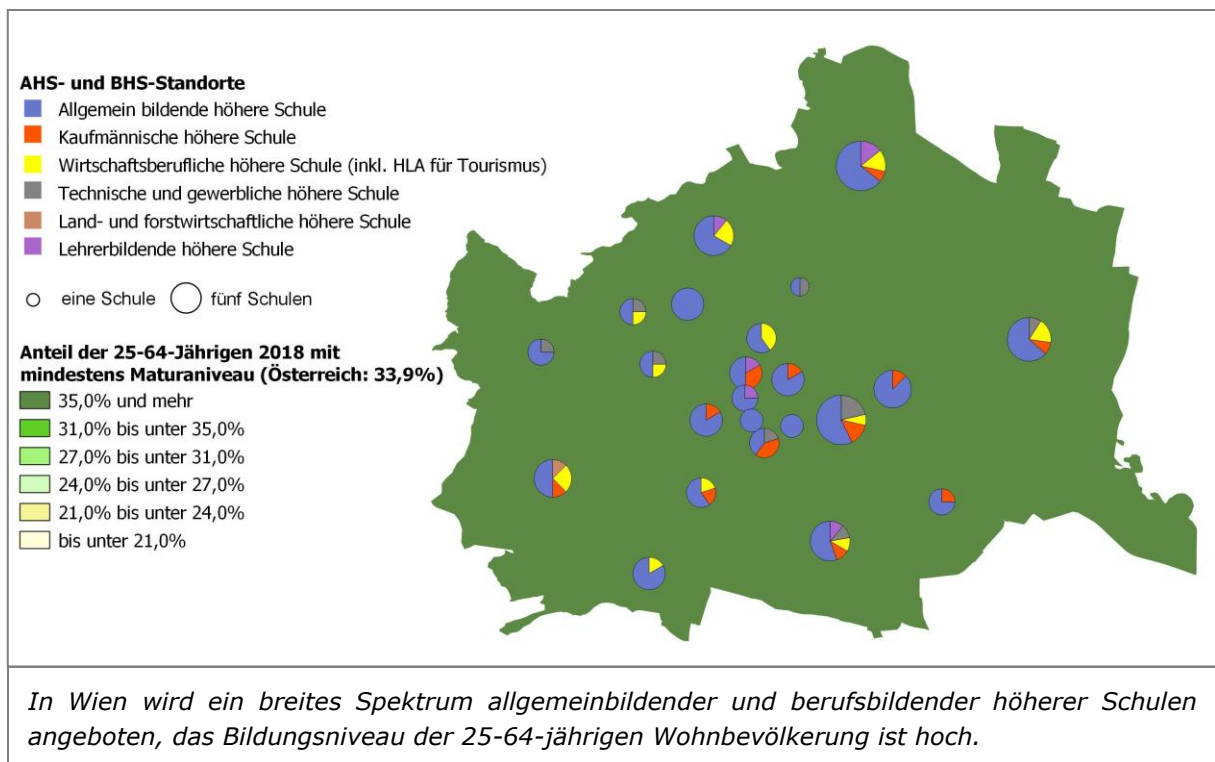 AHS- und BHS-Standorte
Allgemein bildende höhere Schule
Kaufmännische höhere Schule
Wirtschaftsberufliche höhere Schule (inkl. HLA für Tourismus)
Technische und gewerbliche höhere Schule
Land- und forstwirtschaftliche höhere Schule
Lehrerbildende höhere Schule
eine Schule fünf Schulen
Anteil der 25-64-Jährigen 2018 mit
mindestens Maturaniveau (Österreich: 33,9%)
35,0% und mehr
31,0% bis unter 35,0%
27,0% bis unter 31,0%
24,0% bis unter 27,0%
21,0% bis unter 24,0%
bis unter 21,0%
In Wien wird ein breites Spektrum allgemeinbildender und berufsbildender höherer Schulen
angeboten, das Bildungsniveau der 25-64-jährigen Wohnbevölkerung ist hoch.